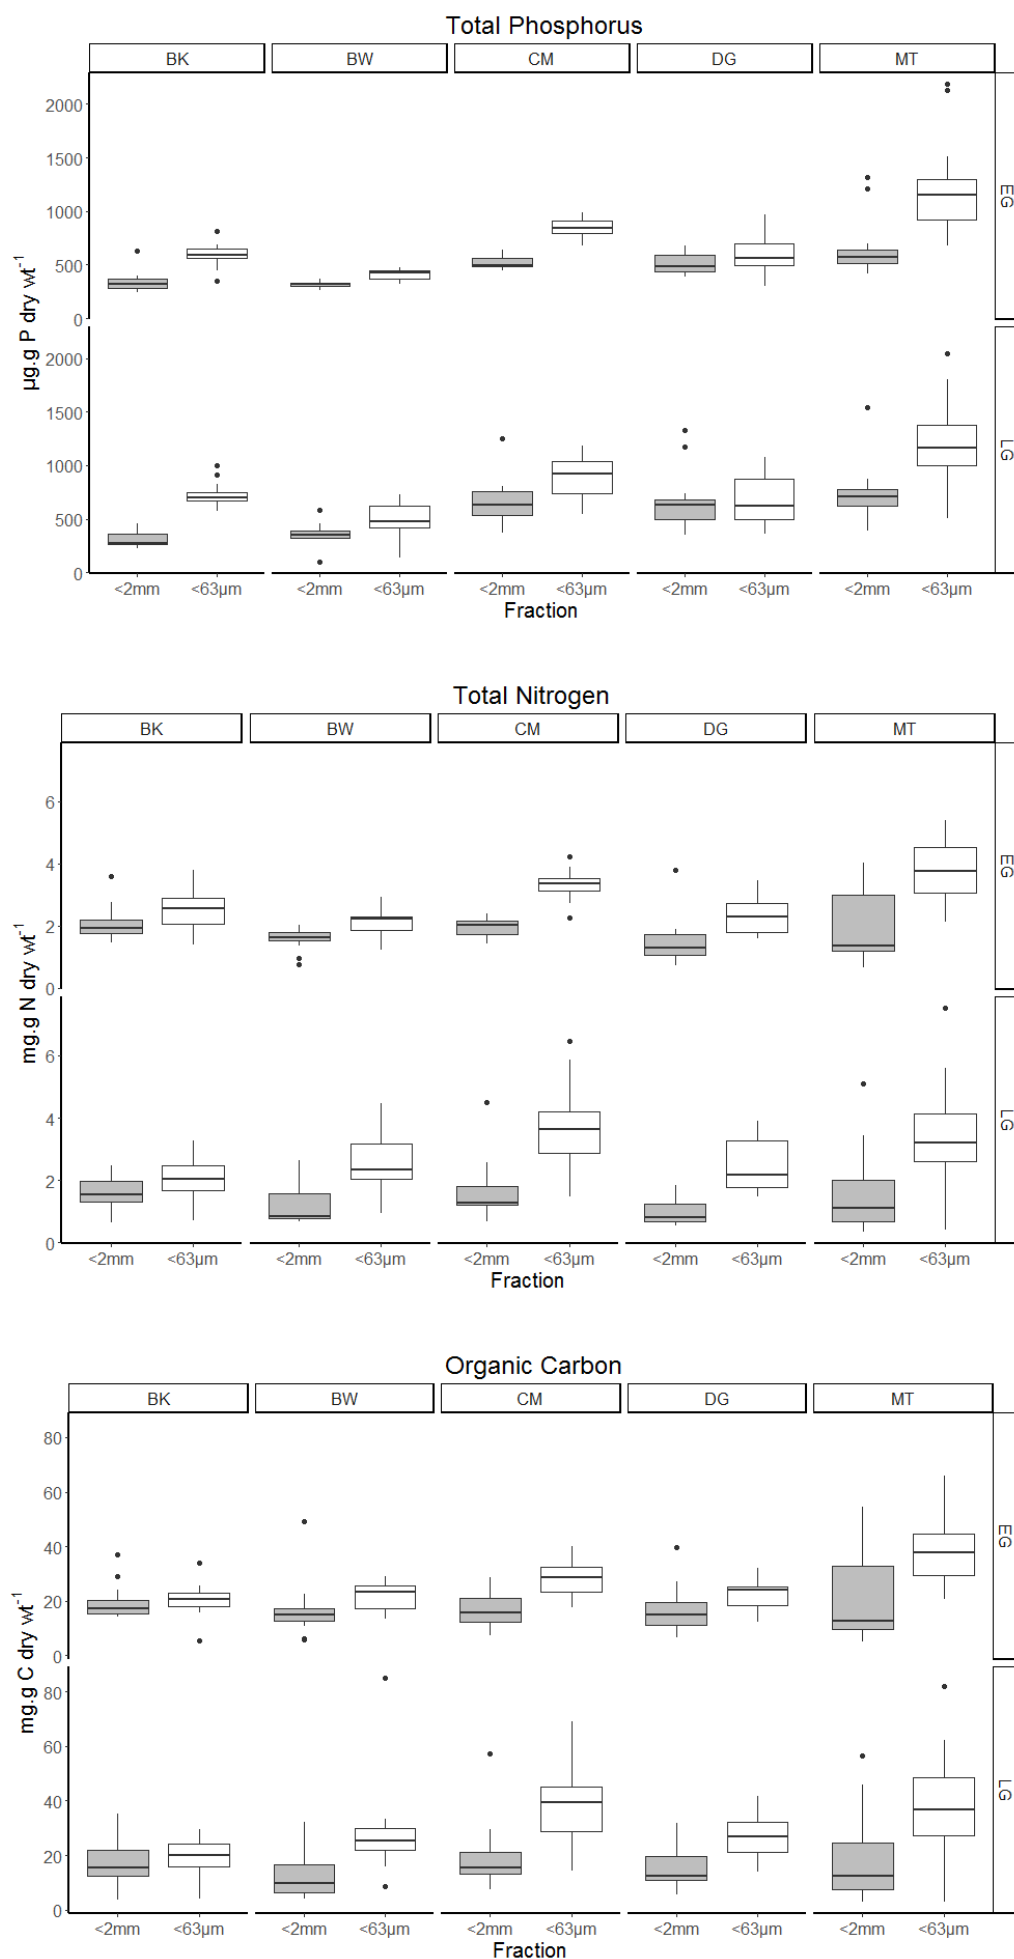 Total Phosphorus
BK BW CM DG MT
2000
1500
1000
500
0
EG
µg.g P dry wt-1
2000
1500
1000
500
0
LG
<2mm <63µm <2mm <63µm <2mm <63µm <2mm <63µm <2mm <63µm
Fraction
Total Nitrogen
BK BW CM DG MT
6
4
2
0
EG
mg.g N dry wt-1
6
4
2
0
LG
<2mm <63µm <2mm <63µm <2mm <63µm <2mm <63µm <2mm <63µm
Fraction
Organic Carbon
BK BW CM DG MT
80
60
40
20
0
EG
mg.g C dry wt-1
80
60
40
20
0
LG
<2mm <63µm <2mm <63µm <2mm <63µm <2mm <63µm <2mm <63µm
Fraction